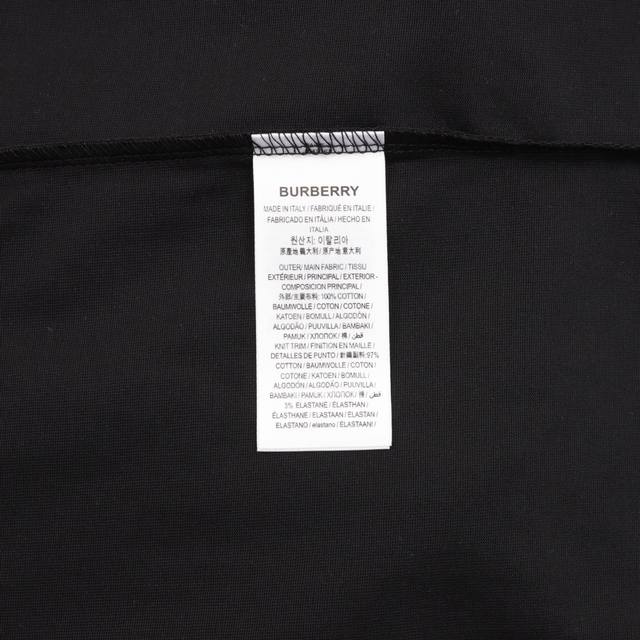 BURBERRY
MADE IN ITALY / FABRIQUÉ EN ITALIE /
FABRICADO EN ITÁLIA / HECHO EN
ITALIA
원산지: 이탈리아
原產地:義大利 / 原产地:意大利
OUTER/ MAIN FABRIC / TISSU
EXTÉRIEUR / PRINCIPAL / EXTERIOR -
COMPOSICION PRINCIPAL /
外部/主要布料: 100% COTTON /
BAUMWOLLE / COTON / COTONE /
KATOEN / BOMULL / ALGODÓN /
ALGODÃO / PUUVILLA / BAMBAKI /
PAMUK / ХЛОПОК / 棉 / قطن /
KNIT TRIM / FINITION EN MAILLE /
DETALLES DE PUNTO / 針織副料: 97%
COTTON / BAUMWOLLE / COTON /
COTONE / KATOEN / BOMULL /
ALGODÓN / ALGODÃO / PUUVILLA /
BAMBAKI / PAMUK / ХЛОПОК / 棉 / قطن /
3% ELASTANE / ELASTHAN /
ÉLASTHANE / ELASTAAN / ELASTAN /
ELASTANO / elastano / ELASTAANI /